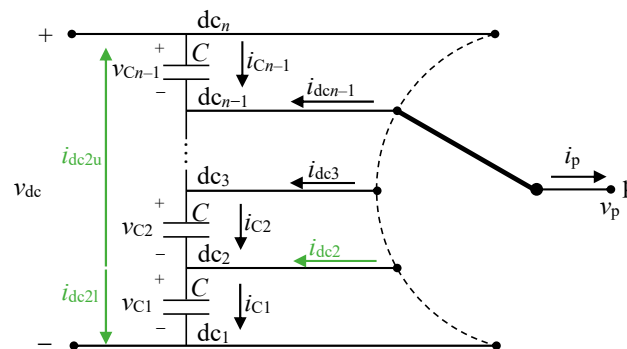 dcn
+
+ C iCn–1
vCn–1
– dcn–1 idcn–1
idc2u
ip
dc3 idc3
vdc
p
vp
+ C iC2
vC2
– dc2 idc2
+ C
idc2l
vC1 iC1
– dc1
–